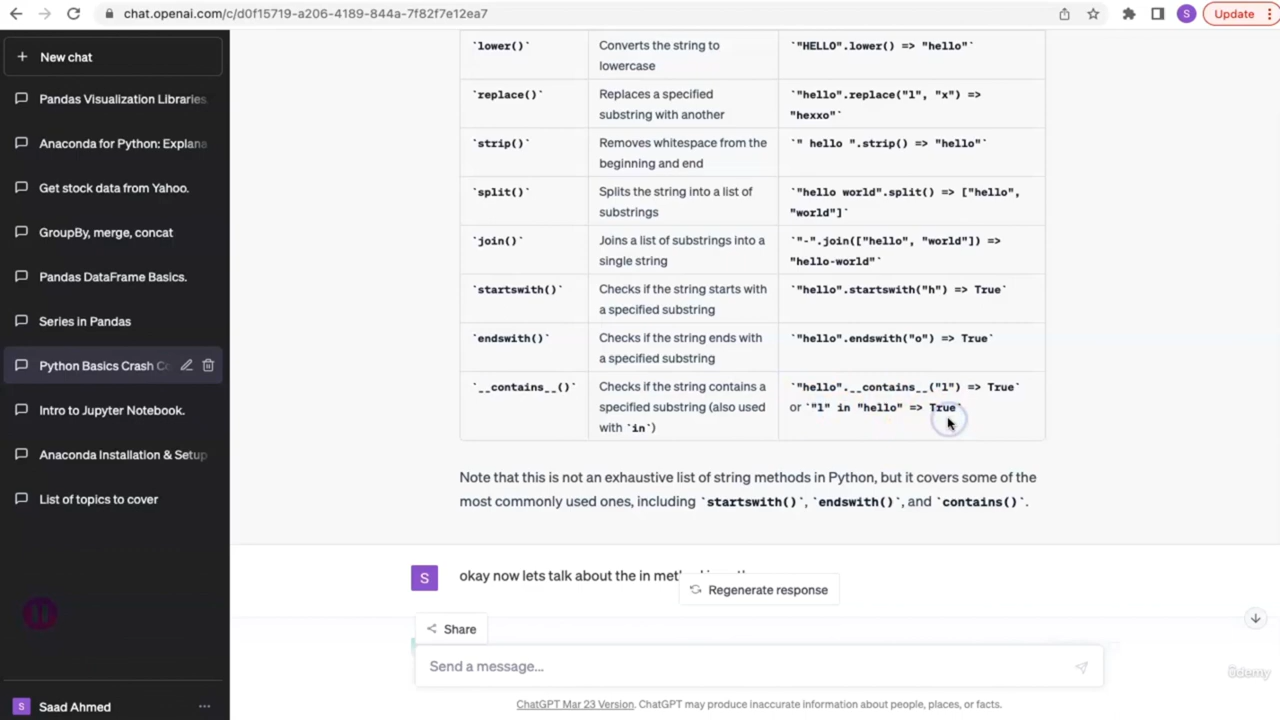 chat.openai.com/c/d0f15719-a206-4189-844a-7f82f7e12ea7
S
Update
New chat
Pandas Visualization Libraries
Anaconda for Python: Explana
Get stock data from Yahoo.
GroupBy, merge, concat
Pandas DataFrame Basics.
Series in Pandas
Python Basics Crash Co
Intro to Jupyter Notebook.
Anaconda Installation & Setup
List of topics to cover
S
Saad Ahmed
`lower()`
Converts the string to
lowercase
`"HELLO".lower() => "hello"`
`replace()`
Replaces a specified
substring with another
`"hello".replace("l", "x") =>
"hexxo"`
`strip()`
Removes whitespace from the
beginning and end
`" hello ".strip() => "hello"`
`split()`
Splits the string into a list of
substrings
`"hello world".split() => ["hello",
"world"]`
`join()`
Joins a list of substrings into a
single string
`"-".join(["hello", "world"]) =>
"hello-world"`
`startswith()`
Checks if the string starts with
a specified substring
`"hello".startswith("h") => True`
`endswith()`
Checks if the string ends with
a specified substring
`"hello".endswith("o") => True`
`__contains__()`
Checks if the string contains a
specified substring (also used
with `in`)
`"hello".__contains__("l") => True`
or `"l" in "hello" => True`
Note that this is not an exhaustive list of string methods in Python, but it covers some of the
most commonly used ones, including `startswith()`, `endswith()`, and `contains()`.
S
okay now lets talk about the in
Regenerate response
Share
Send a message...
ChatGPT Mar 23 Version. ChatGPT may produce inaccurate information about people, places, or facts.
ûdemy